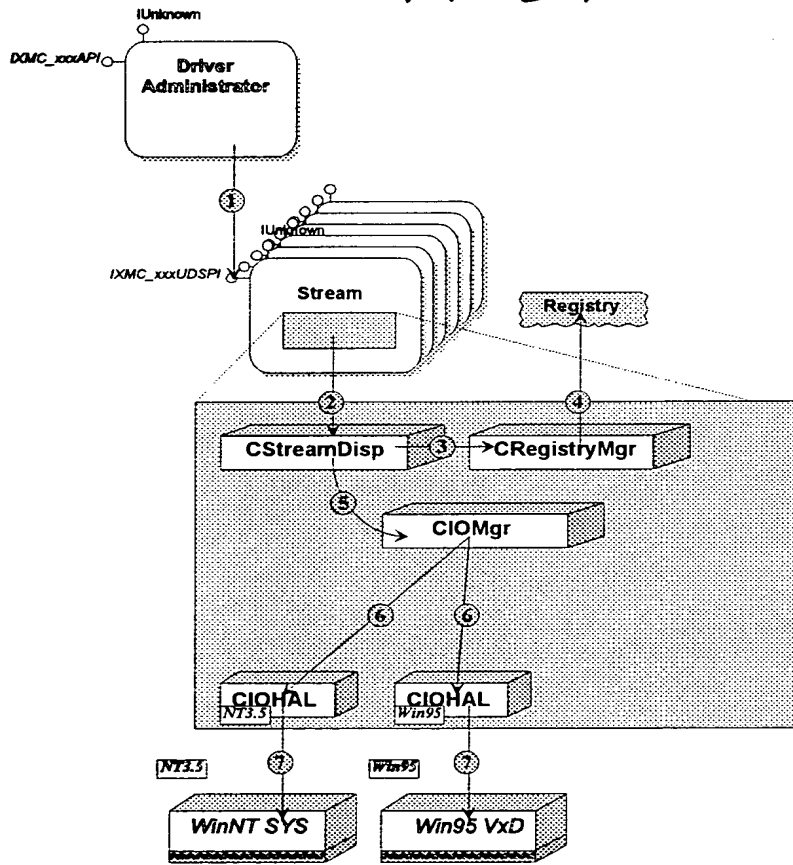 IUnknown
IXMC_xxxAPI
Driver
Administrator
1
IUnknown
IXMC_xxxUDSPI
Stream
Registry
2
4
CStreamDisp
3
CRegistryMgr
5
CIOMgr
6
6
CIOHAL
NT3.5
CIOHAL
Win95
NT3.5
7
Win95
7
WinNT SYS
Win95 VxD